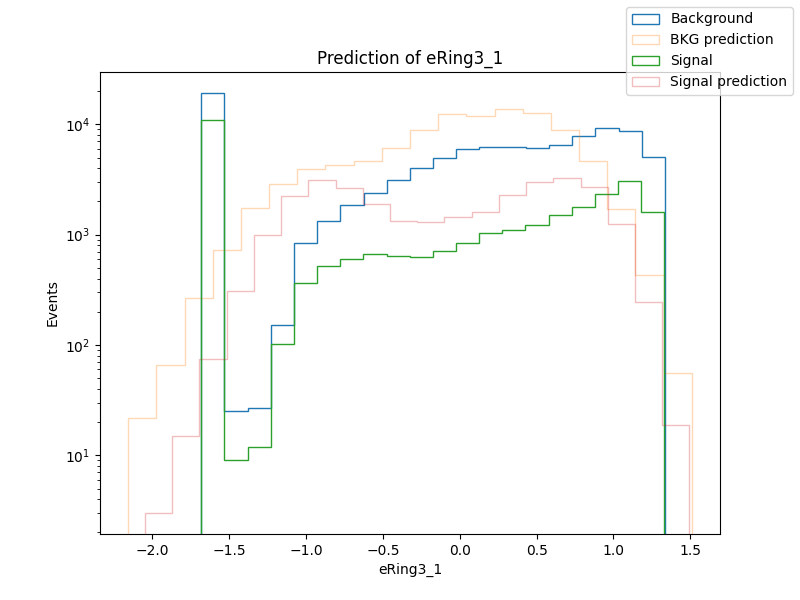 Prediction of eRing3_1
Background
BKG prediction
Signal
Signal prediction
10⁴
10³
10²
10¹
Events
−2.0
−1.5
−1.0
−0.5
0.0
0.5
1.0
1.5
eRing3_1